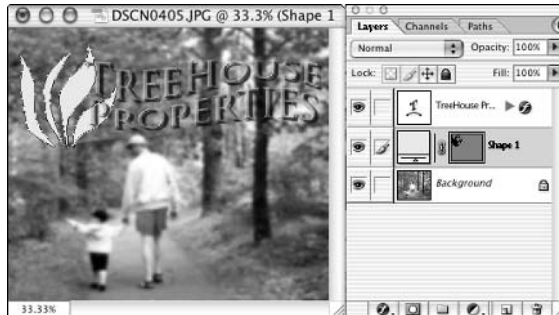 DSCN0405.JPG @ 33.3% (Shape 1
TREEHOUSE
PROPERTIES
33.33%
Layers Channels Paths
Normal Opacity: 100%
Lock: Fill: 100%
TreeHouse Pr...
Shape 1
Background